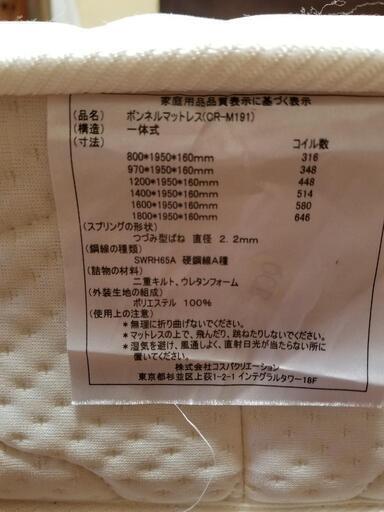 家庭用品品質表示に基づく表示
(品名) ボンネルマットレス(OR-M191)
(構造) 一体式
(寸法) コイル数
800*1950*160mm 316
970*1950*160mm 348
1200*1950*160mm 448
1400*1950*160mm 514
1600*1950*160mm 580
1800*1950*160mm 646
(スプリングの形状)
つづみ型ばね 直径 2.2mm
(鋼線の種類)
SWRH65A 硬鋼線A種
(詰物の材料)
二重キルト、ウレタンフォーム
(外装生地の組成)
ポリエステル 100%
(使用上の注意)
*無理に折り曲げないでください。
*マットレスの上で、飛んだり、跳ねたりしないでください。
*湿気を避け、風通しよく、直射日光が当たらない所に
置いてください。
株式会社コスパクリエーション
東京都杉並区上荻1-2-1 インテグラルタワー18F